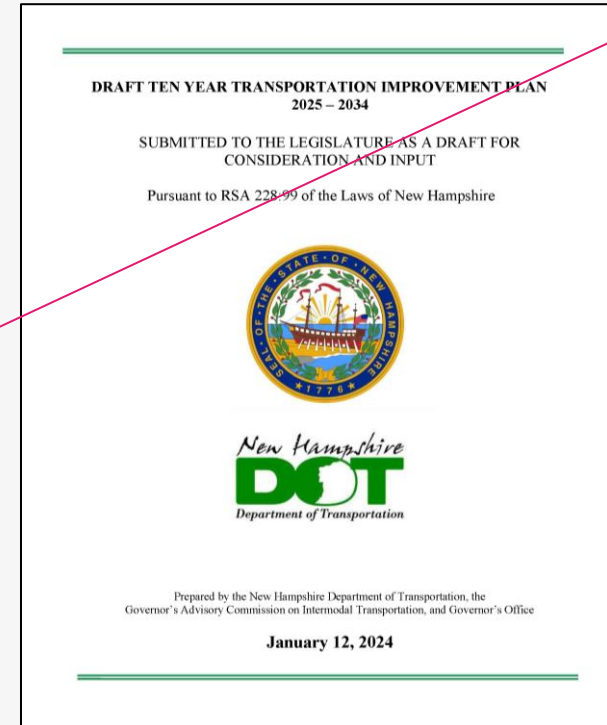 DRAFT TEN YEAR TRANSPORTATION IMPROVEMENT PLAN
2025 – 2034
SUBMITTED TO THE LEGISLATURE AS A DRAFT FOR
CONSIDERATION AND INPUT
Pursuant to RSA 228:99 of the Laws of New Hampshire
SEAL · OF · THE · STATE · OF · NEW HAMPSHIRE
★ 1776 ★
New Hampshire
DOT
Department of Transportation
Prepared by the New Hampshire Department of Transportation, the
Governor's Advisory Commission on Intermodal Transportation, and Governor's Office
January 12, 2024